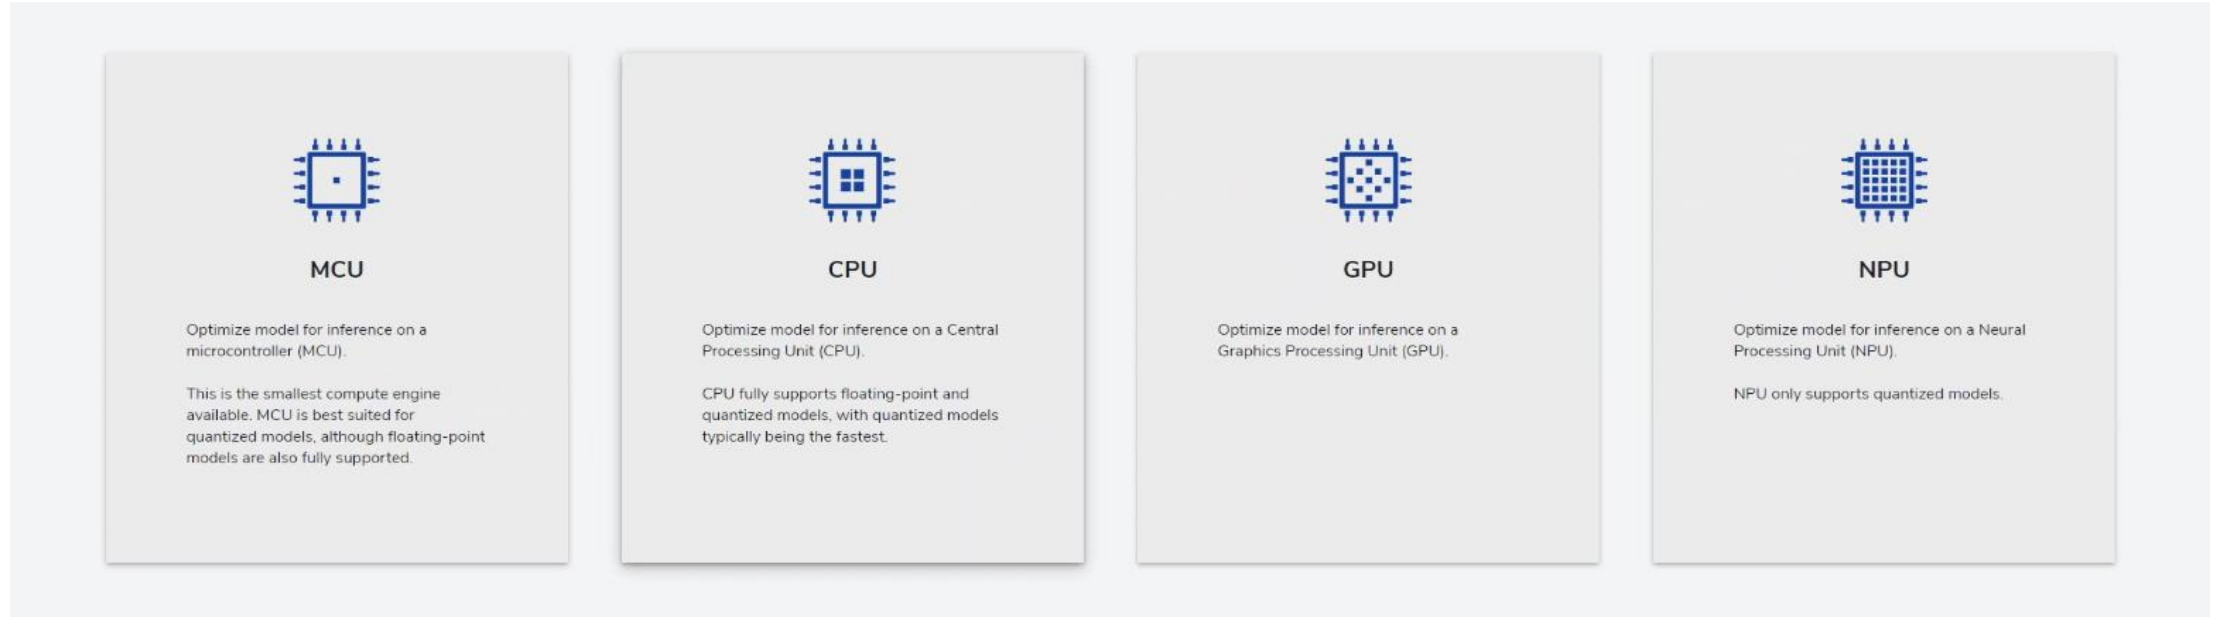 MCU
Optimize model for inference on a
microcontroller (MCU).
This is the smallest compute engine
available. MCU is best suited for
quantized models, although floating-point
models are also fully supported.
CPU
Optimize model for inference on a Central
Processing Unit (CPU).
CPU fully supports floating-point and
quantized models, with quantized models
typically being the fastest.
GPU
Optimize model for inference on a
Graphics Processing Unit (GPU).
NPU
Optimize model for inference on a Neural
Processing Unit (NPU).
NPU only supports quantized models.